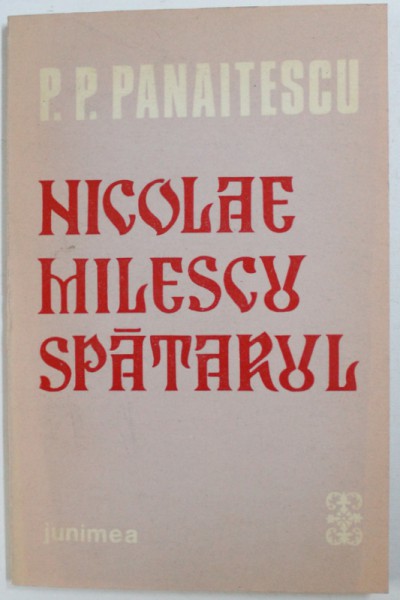 P. P. PANAITESCU
NICOLAE
MILESCU
SPĂTARUL
junimea